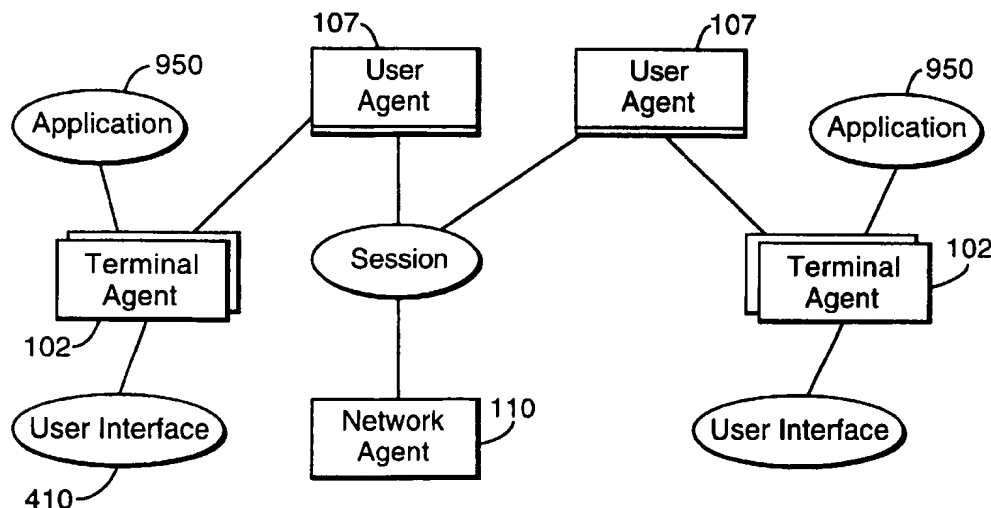 107
107
950
950
User
Agent
User
Agent
Application
Application
Terminal
Agent
Session
Terminal
Agent
102
102
User Interface
Network
Agent
110
User Interface
410